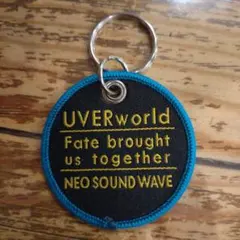 UVERworld
Fate brought
us together
NEO SOUND WAVE